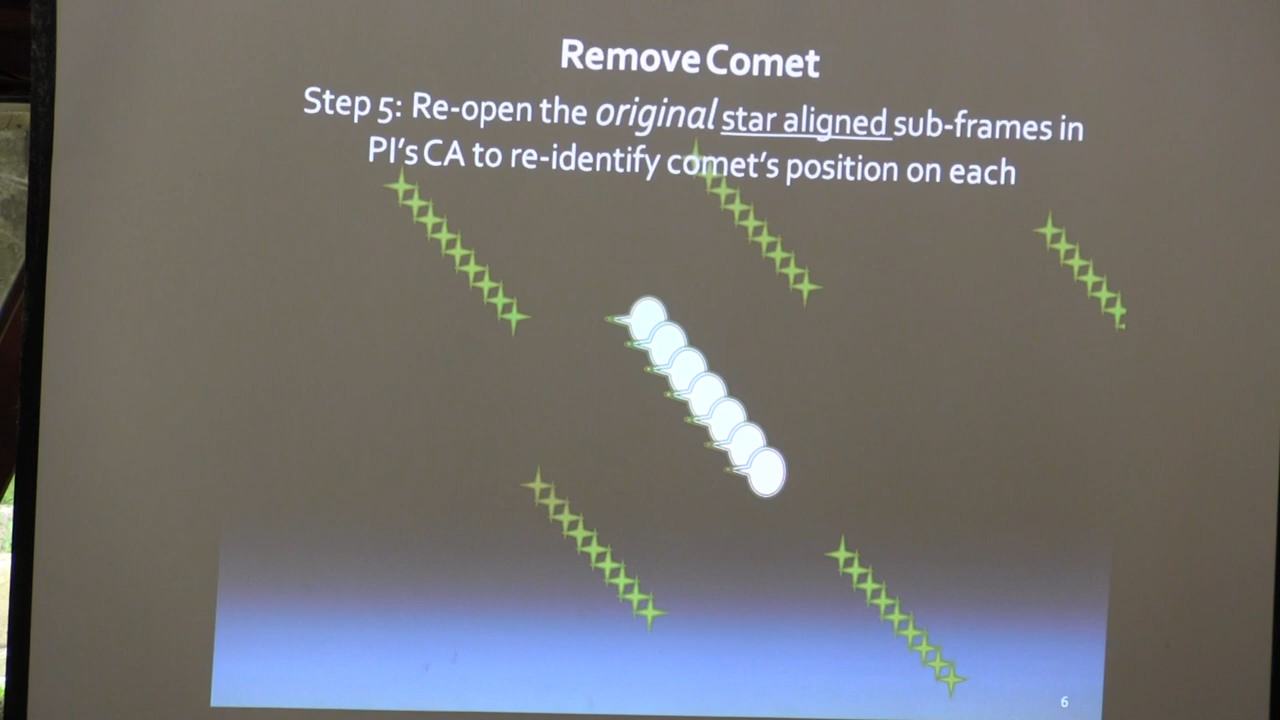 Remove Comet
Step 5: Re-open the original star aligned sub-frames in
PI's CA to re-identify comet's position on each
6